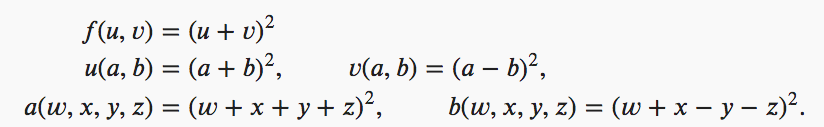 f(u, v) = (u + v)²
u(a, b) = (a + b)², v(a, b) = (a − b)²,
a(w, x, y, z) = (w + x + y + z)², b(w, x, y, z) = (w + x − y − z)².